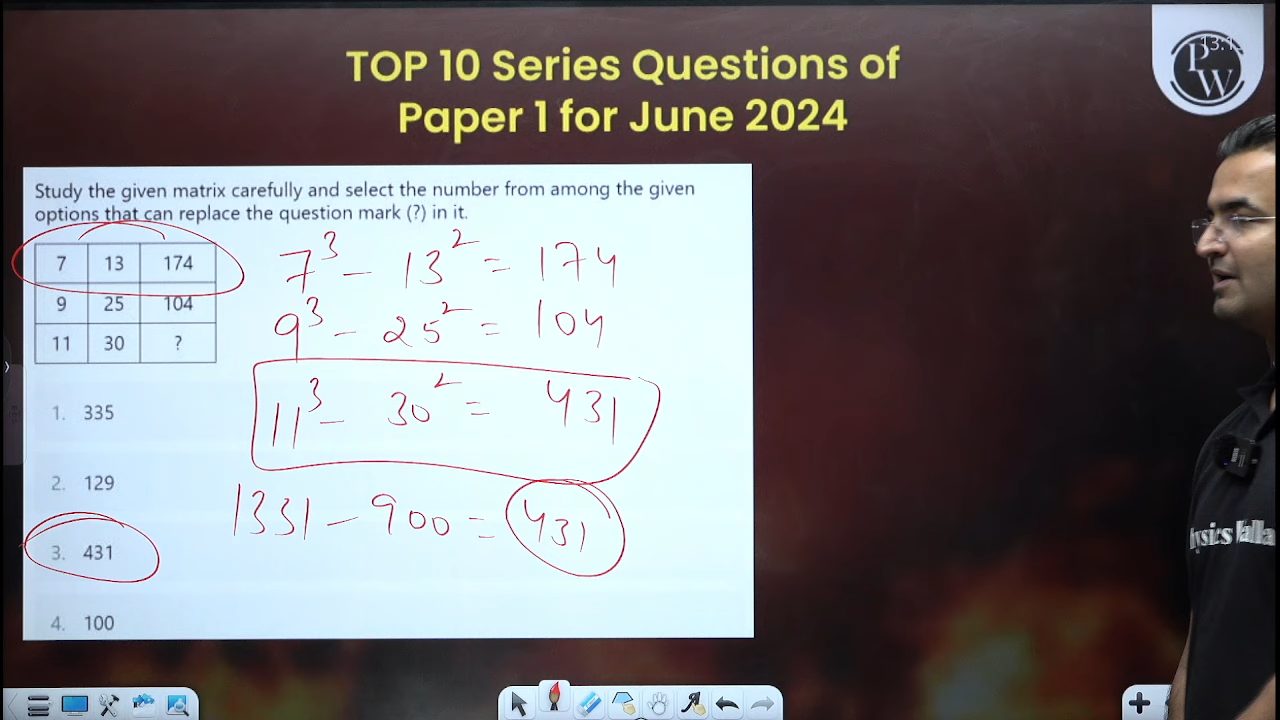 TOP 10 Series Questions of
Paper 1 for June 2024
13:1
P
W
Study the given matrix carefully and select the number from among the given
options that can replace the question mark (?) in it.
7 13 174
9 25 104
11 30 ?
7³ – 13² = 174
9³ – 25² = 104
11³ – 30² = 431
1331 – 900 = 431
1. 335
2. 129
3. 431
4. 100